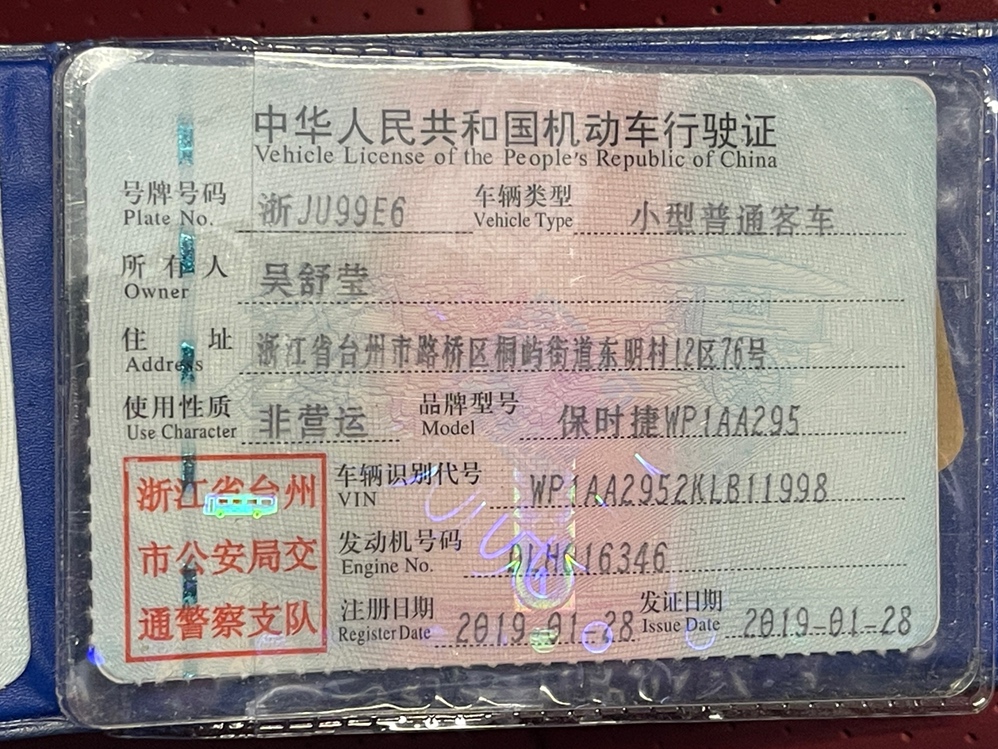 中华人民共和国机动车行驶证
Vehicle License of the People's Republic of China
号牌号码 浙JU99E6 车辆类型 小型普通客车
Plate No. Vehicle Type
所有人 吴舒莹
Owner
住址 浙江省台州市路桥区桐屿街道东明村12区76号
Address
使用性质 非营运 品牌型号 保时捷WP1AA295
Use Character Model
浙江省台州
市公安局交
通警察支队
车辆识别代号 WP1AA2952KLB11998
VIN
发动机号码
Engine No.
注册日期 2019-01-28 发证日期 2019-01-28
Register Date Issue Date